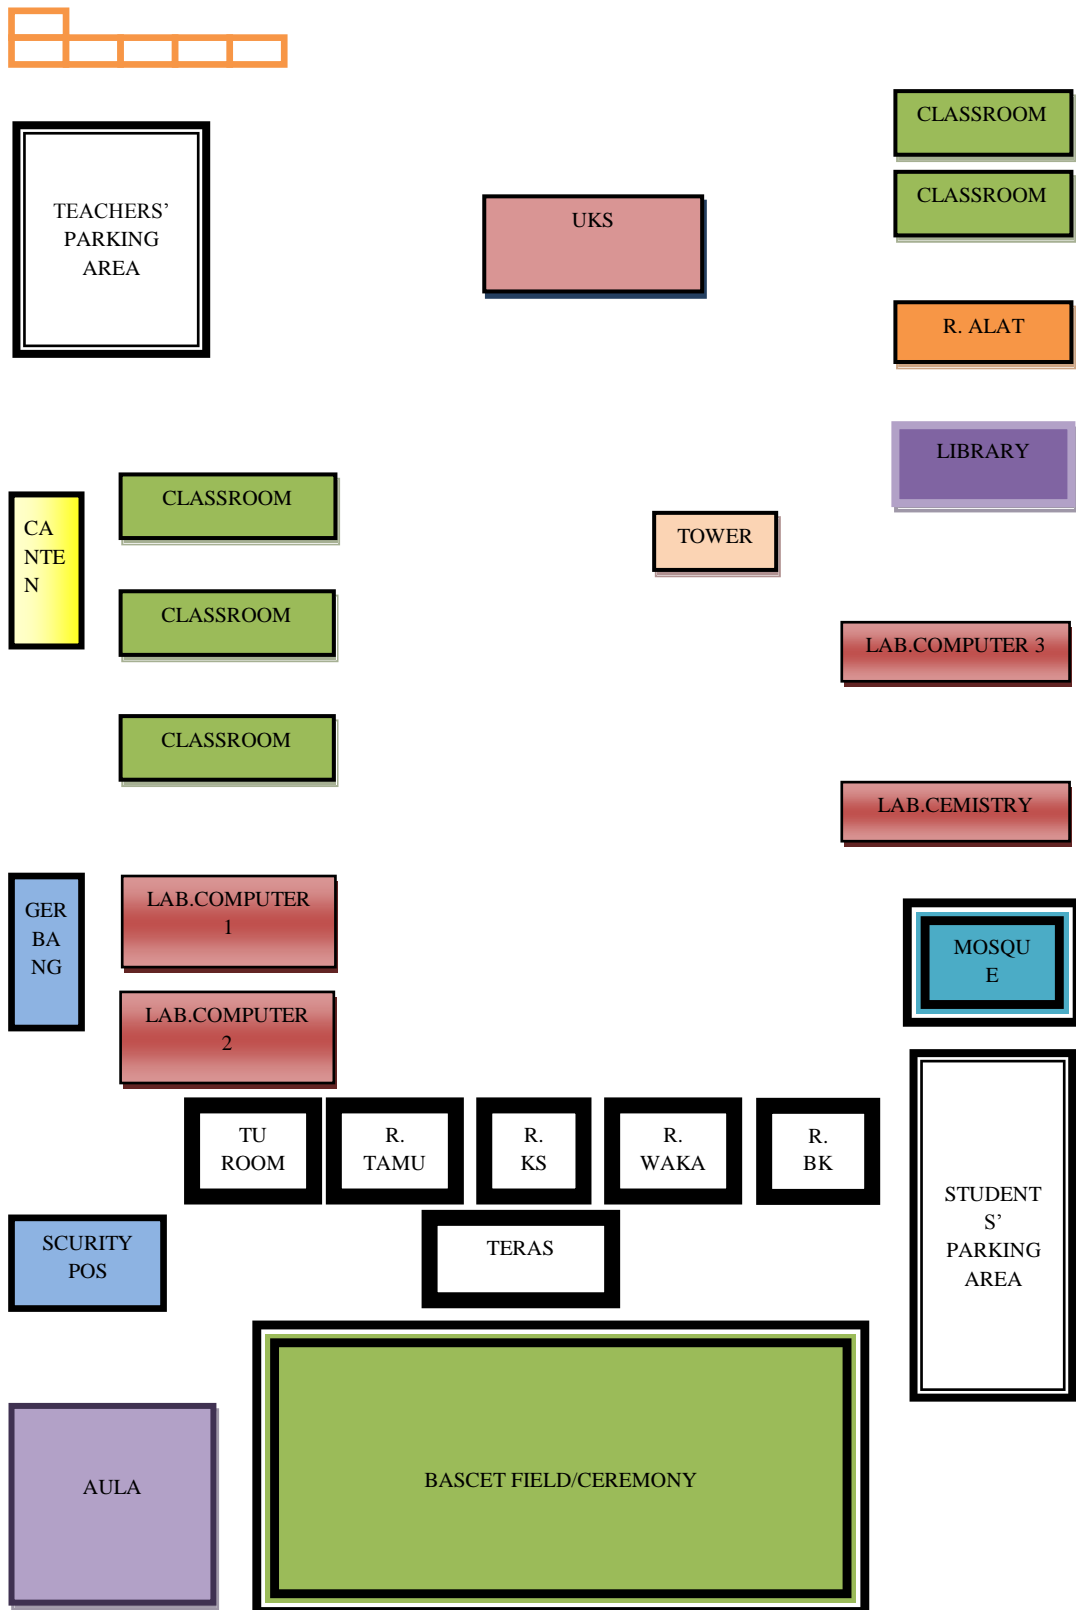 CLASSROOM
CLASSROOM
TEACHERS’
PARKING
AREA
UKS
R. ALAT
LIBRARY
CA
NTE
N
CLASSROOM
TOWER
CLASSROOM
LAB.COMPUTER 3
CLASSROOM
LAB.CEMISTRY
GER
BA
NG
LAB.COMPUTER
1
MOSQU
E
LAB.COMPUTER
2
TU
ROOM
R.
TAMU
R.
KS
R.
WAKA
R.
BK
STUDENT
S’
PARKING
AREA
SCURITY
POS
TERAS
AULA
BASCET FIELD/CEREMONY